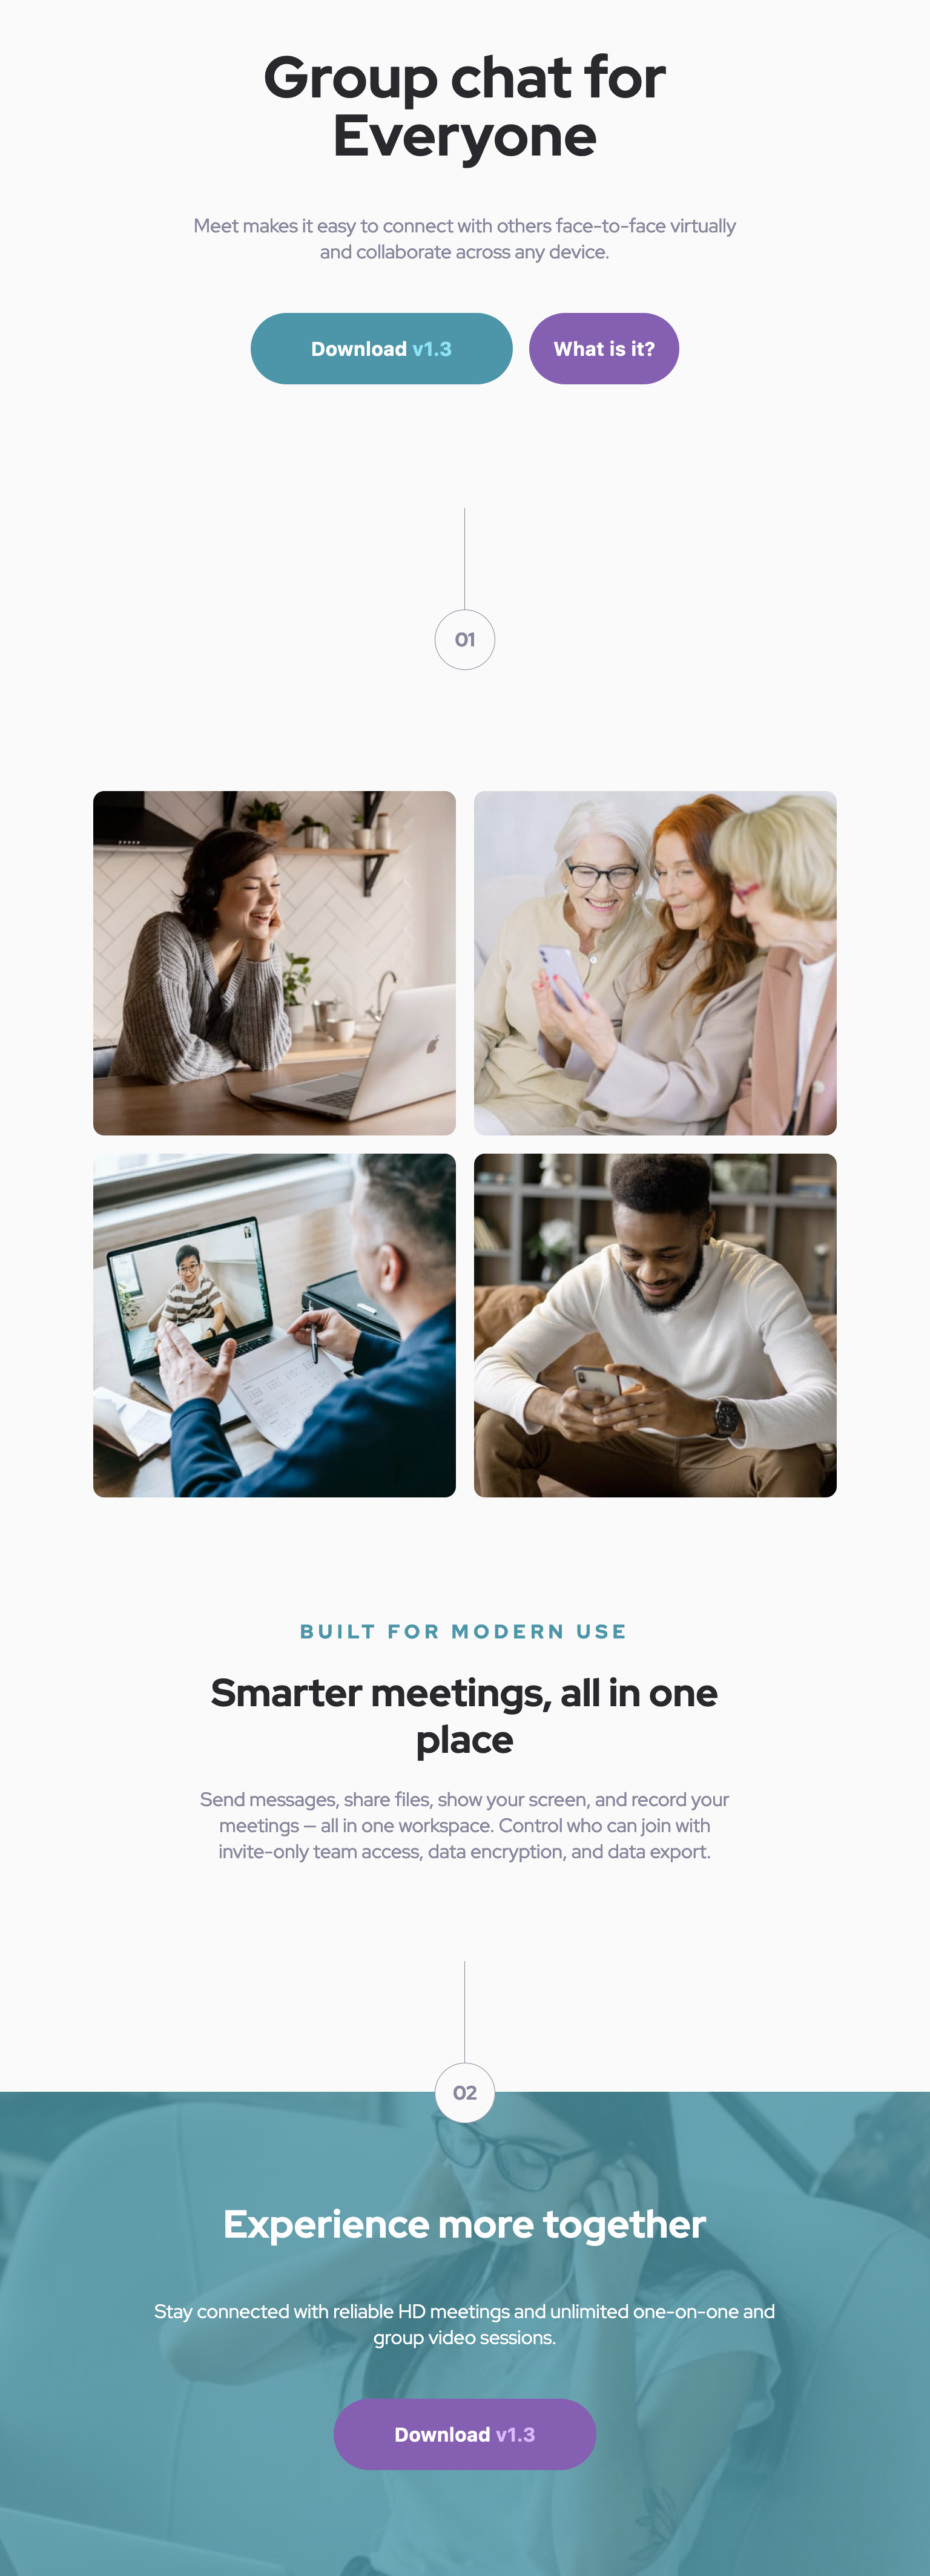 Group chat for
Everyone
Meet makes it easy to connect with others face-to-face virtually
and collaborate across any device.
Download v1.3
What is it?
01
BUILT FOR MODERN USE
Smarter meetings, all in one
place
Send messages, share files, show your screen, and record your
meetings — all in one workspace. Control who can join with
invite-only team access, data encryption, and data export.
02
Experience more together
Stay connected with reliable HD meetings and unlimited one-on-one and
group video sessions.
Download v1.3